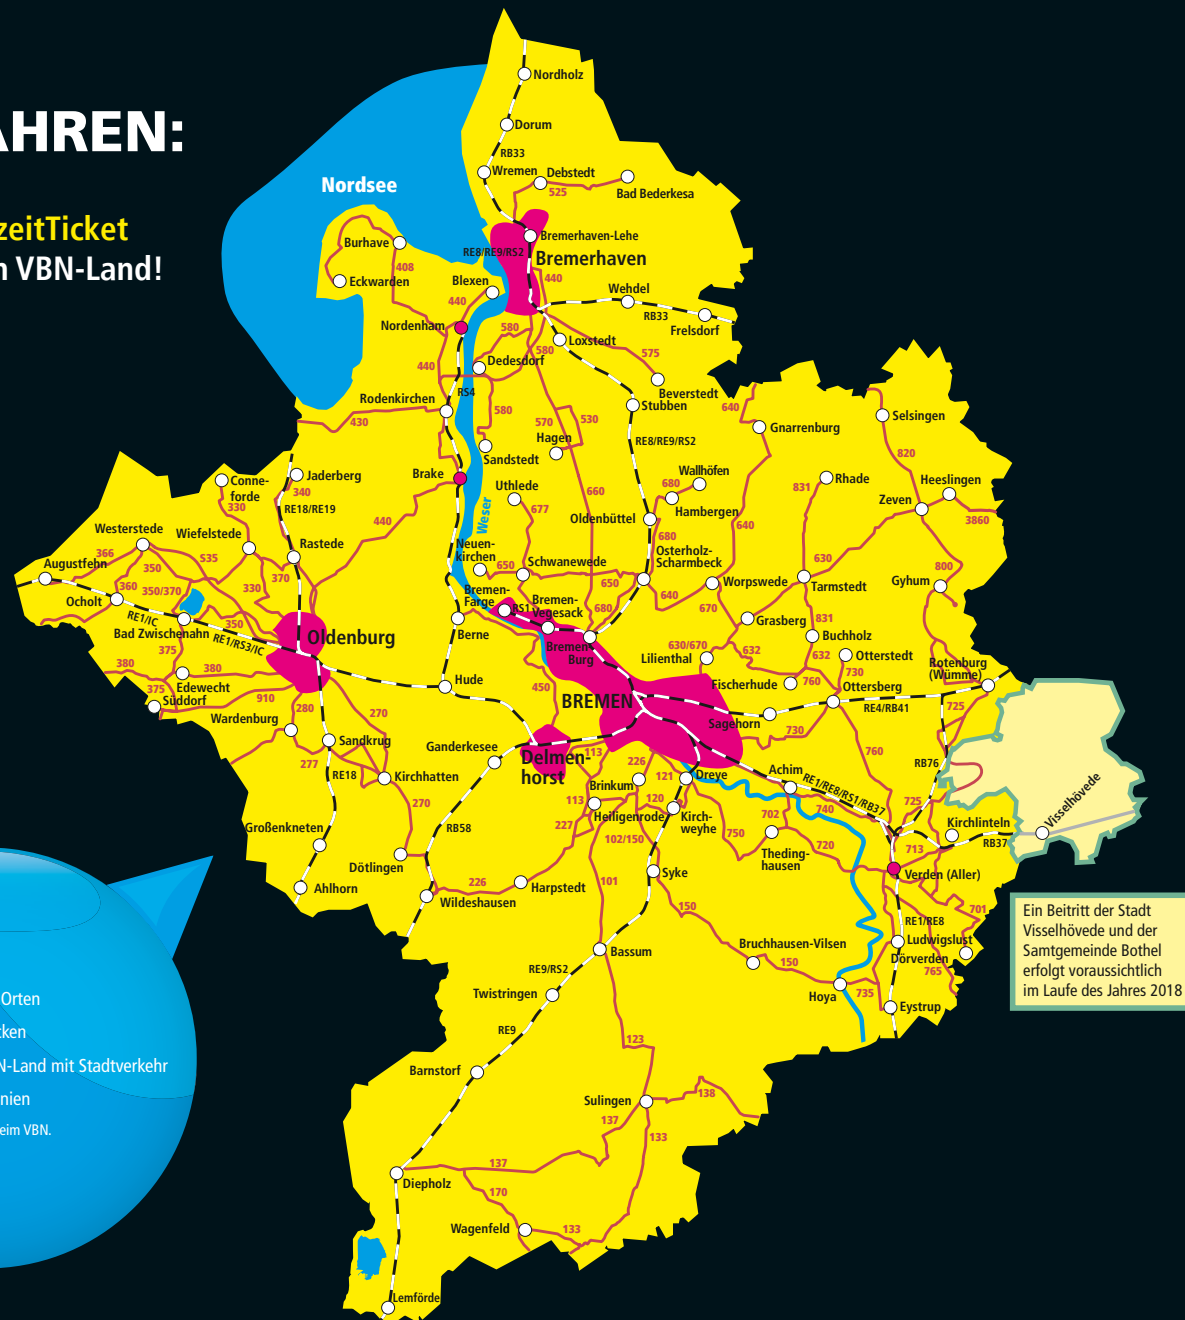 AHREN:
zeitTicket
n VBN-Land!
Nordsee
Nordholz
Dorum
RB33
Wremen
Debstedt
525
Bad Bederkesa
Burhave
408
Eckwarden
Bremerhaven-Lehe
RE8/RE9/RS2
Bremerhaven
Blexen
440
440
Wehdel
RB33
Frelsdorf
Nordenham
580
580
Loxstedt
575
Dedesdorf
440
Beverstedt
RS4
Rodenkirchen
430
580
570
530
Stubben
640
Gnarrenburg
Selsingen
Hagen
RE8/RE9/RS2
820
Sandstedt
Brake
Conne-
forde
330
Jaderberg
340
RE18/RE19
440
Uthlede
677
660
Wallhöfen
680
Hambergen
Rhade
831
Heeslingen
Zeven
3860
Weser
Oldenbüttel
680
640
Westerstede
Wiefelstede
Rastede
366
350
S35
Augustfehn
360
350/370
330
370
Ocholt
Neuen-
kirchen
650
Schwanewede
650
Osterholz-
Scharmbeck
630
Worpswede
Tarmstedt
800
Gyhum
Bremen-
Farge
RS1
Bremen-
Vegesack
680
640
670
Grasberg
831
Buchholz
RE1/IC
Bad Zwischenahn
350
RE1/RS3/IC
Oldenburg
Berne
Bremen-
Burg
630/670
Lilienthal
632
632
Otterstedt
375
380
380
Edewecht
375
Süddorf
910
Hude
450
BREMEN
Fischerhude
760
730
Ottersberg
Rotenburg
(Wümme)
RE4/RB41
725
Wardenburg
280
270
Sandkrug
277
RE18
Kirchhatten
270
Ganderkesee
Delmen-
horst
113
226
Sagehorn
730
760
RB76
Brinkum
121
Dreye
Achim
RE1/RE8/RS1/RB37
113
Heiligenrode
120
Kirch-
weyhe
702
740
725
Kirchlinteln
Visselhövede
RB37
Großenkneten
RB58
227
102/150
750
Theding-
hausen
720
713
Dötlingen
Ahlhorn
226
Harpstedt
Wildeshausen
101
Syke
150
Verden (Aller)
701
RE1/RE8
Ludwigslust
Dörverden
765
Bassum
Bruchhausen-Vilsen
150
Hoya
735
Eystrup
RE9/RS2
Twistringen
RE9
Barnstorf
123
Sulingen
138
137
133
137
Diepholz
170
Wagenfeld
133
Lemförde
Ein Beitritt der Stadt
Visselhövede und der
Samtgemeinde Bothel
erfolgt voraussichtlich
im Laufe des Jahres 2018
Orten
cken
N-Land mit Stadtverkehr
nien
eim VBN.